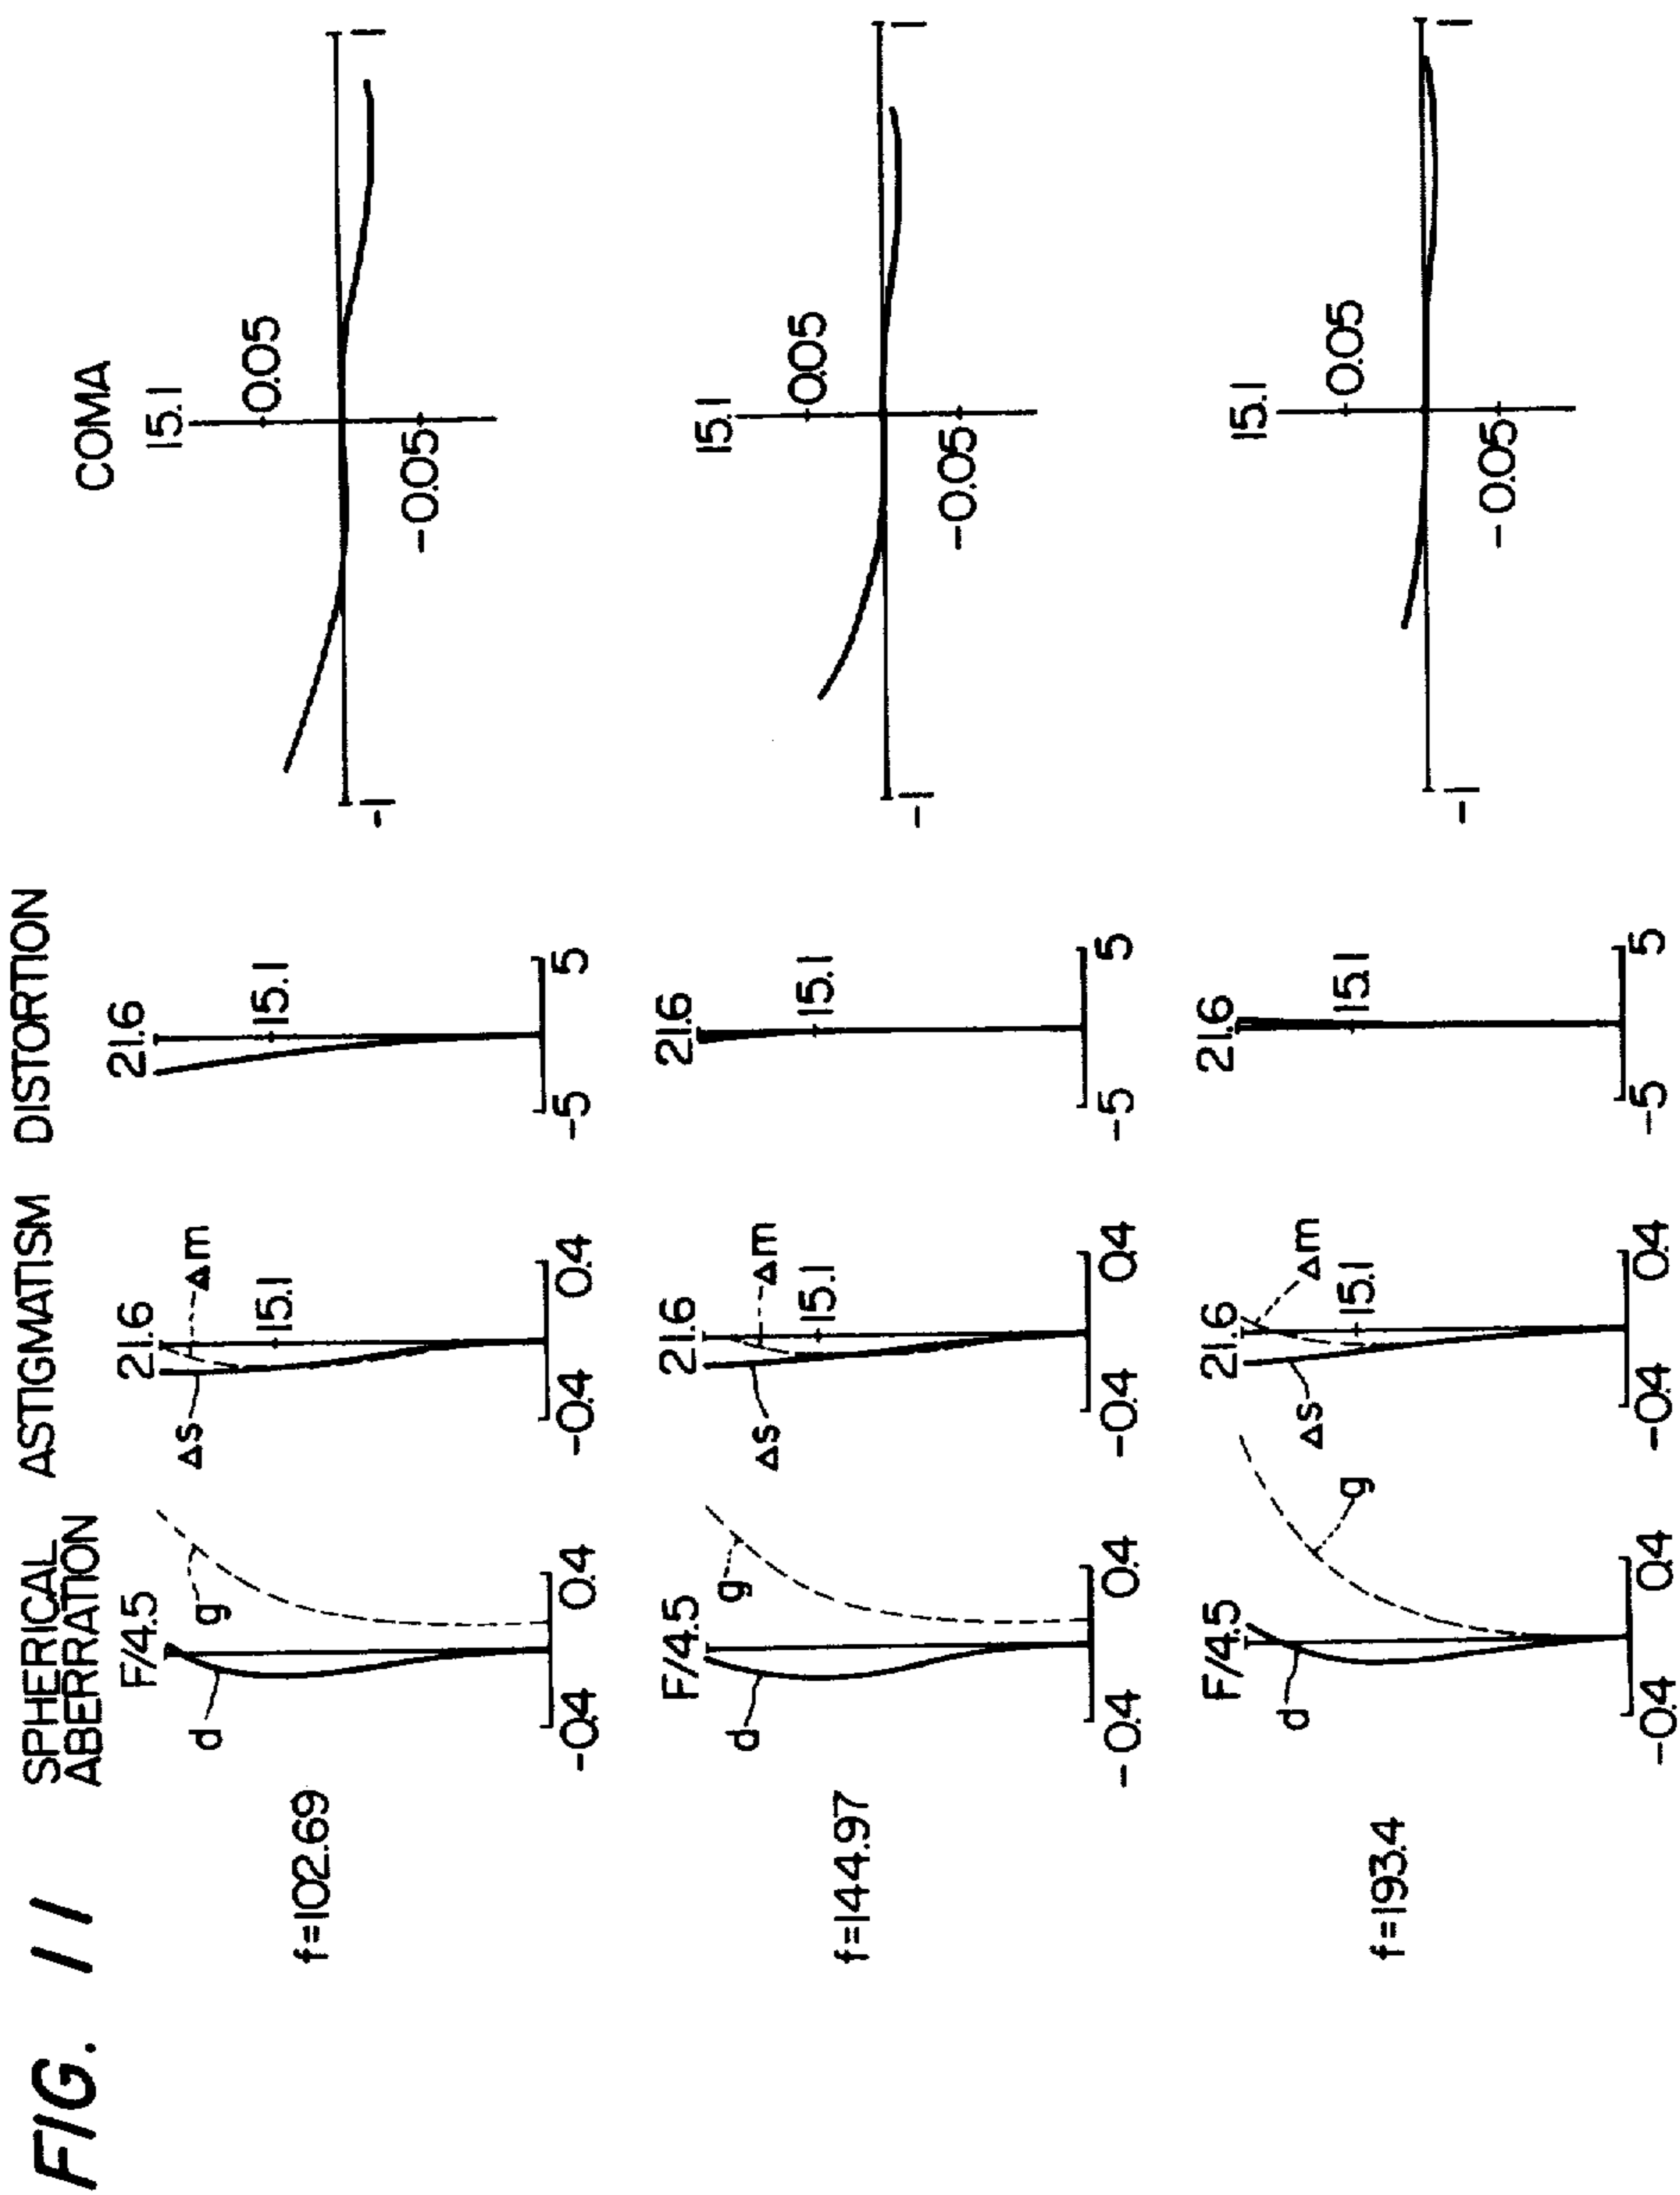 FIG. 11
SPHERICAL
ABERRATION
ASTIGMATISM
DISTORTION
COMA
f=102.69
F/4.5
d
g
-0.4
0.4
21.6
Δs
Δm
15.1
-0.4
0.4
21.6
15.1
-5
5
15.1
0.05
-0.05
-1
1
f=144.97
F/4.5
d
g
-0.4
0.4
21.6
Δs
Δm
15.1
-0.4
0.4
21.6
15.1
-5
5
15.1
0.05
-0.05
-1
1
f=193.4
F/4.5
d
g
-0.4
0.4
21.6
Δs
Δm
15.1
-0.4
0.4
21.6
15.1
-5
5
15.1
0.05
-0.05
-1
1